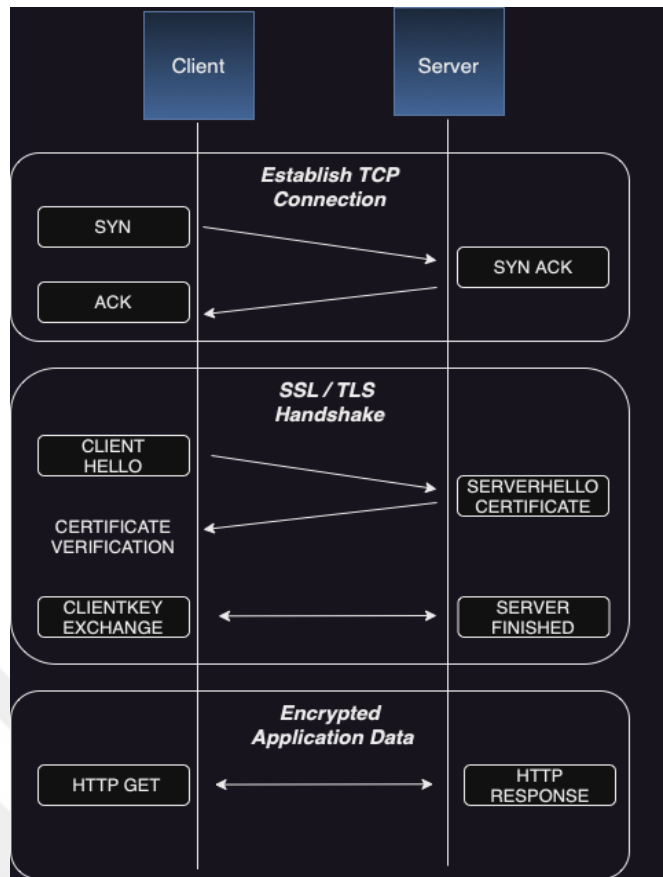 Client
Server
Establish TCP
Connection
SYN
SYN ACK
ACK
SSL / TLS
Handshake
CLIENT
HELLO
SERVERHELLO
CERTIFICATE
CERTIFICATE
VERIFICATION
CLIENTKEY
EXCHANGE
SERVER
FINISHED
Encrypted
Application Data
HTTP GET
HTTP
RESPONSE